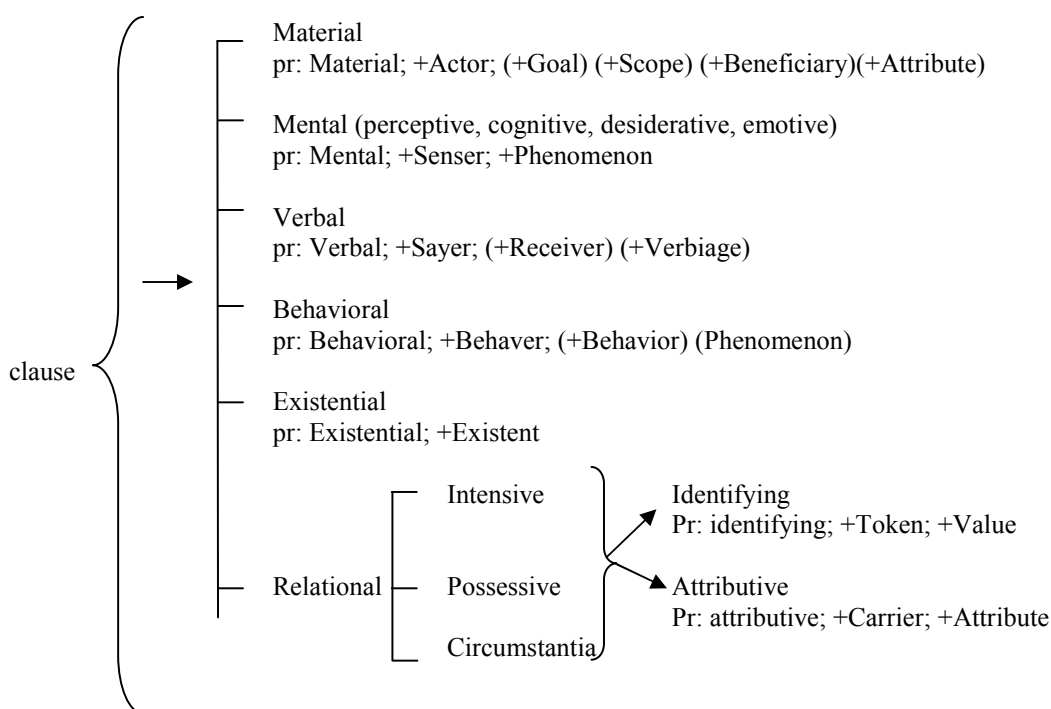 Material
pr: Material; +Actor; (+Goal) (+Scope) (+Beneficiary)(+Attribute)
Mental (perceptive, cognitive, desiderative, emotive)
pr: Mental; +Senser; +Phenomenon
Verbal
pr: Verbal; +Sayer; (+Receiver) (+Verbiage)
Behavioral
pr: Behavioral; +Behaver; (+Behavior) (Phenomenon)
clause
Existential
pr: Existential; +Existent
Intensive
Identifying
Pr: identifying; +Token; +Value
Relational
Possessive
Attributive
Pr: attributive; +Carrier; +Attribute
Circumstantia